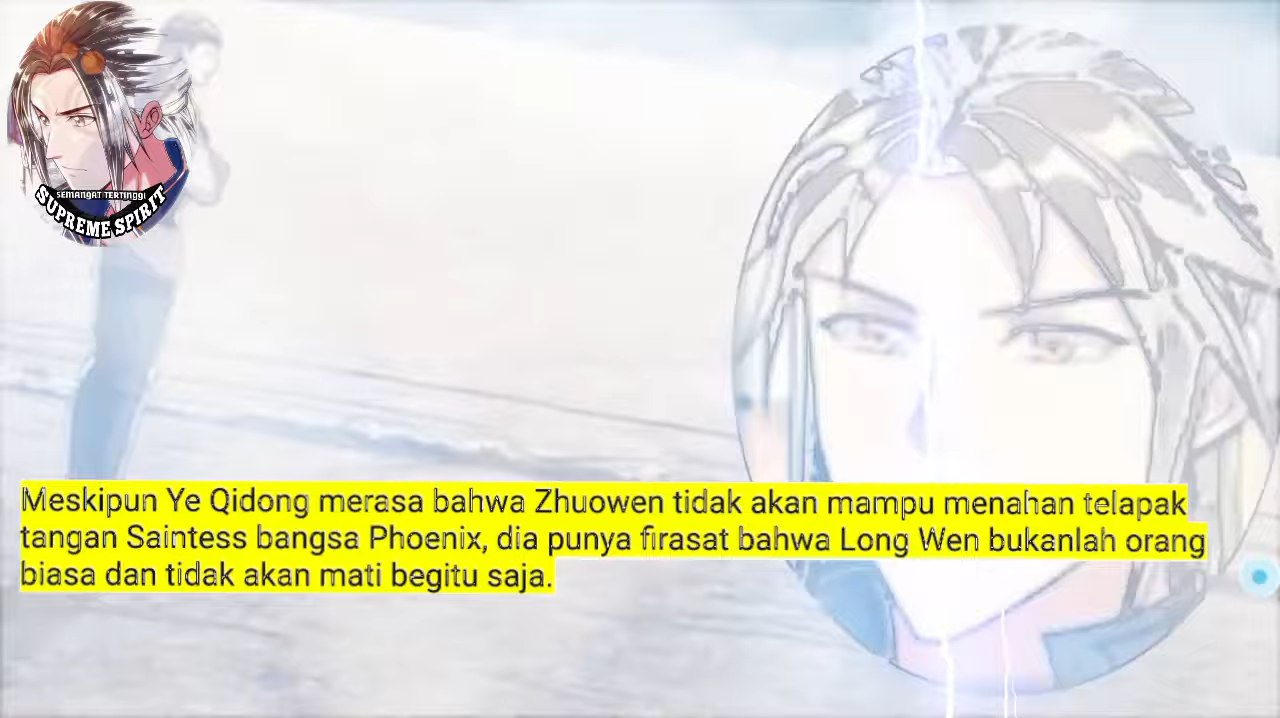 SEMANGAT TERTINGGI
SUPREME SPIRIT
Meskipun Ye Qidong merasa bahwa Zhuowen tidak akan mampu menahan telapak
tangan Saintess bangsa Phoenix, dia punya firasat bahwa Long Wen bukanlah orang
biasa dan tidak akan mati begitu saja.